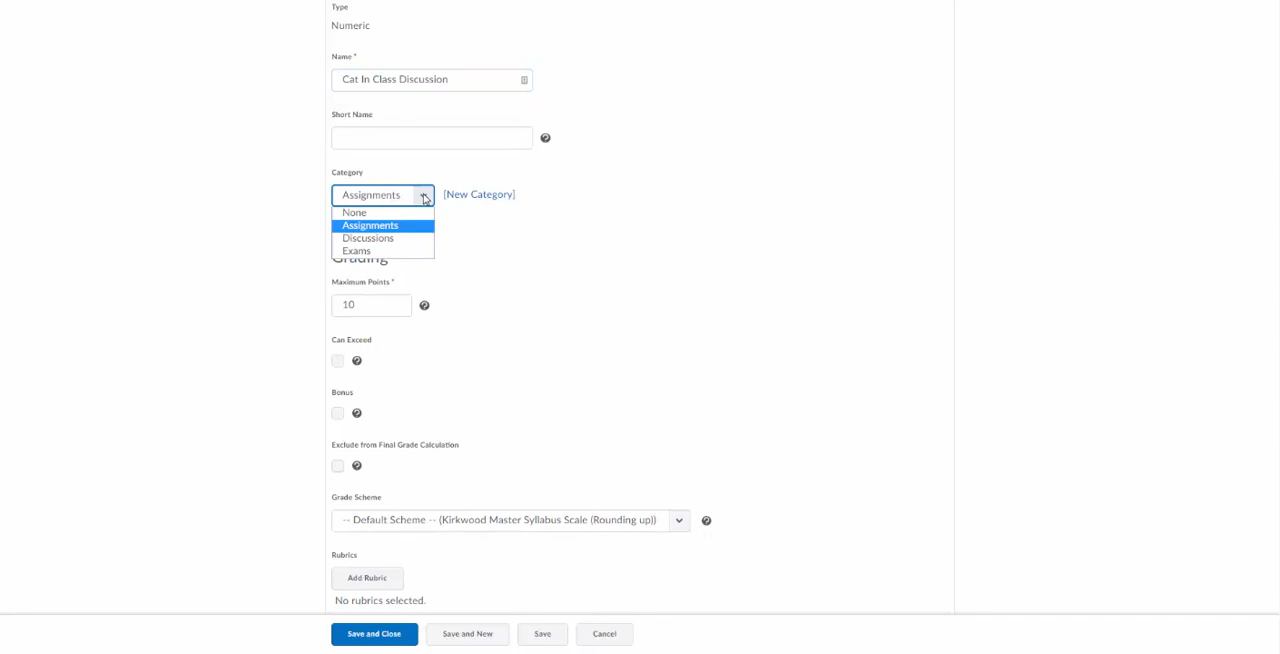 Type
Numeric
Name *
Cat In Class Discussion
Short Name
Category
Assignments [New Category]
None
Assignments
Discussions
Exams
Grading
Maximum Points *
10
Can Exceed
Bonus
Exclude from Final Grade Calculation
Grade Scheme
-- Default Scheme -- (Kirkwood Master Syllabus Scale (Rounding up))
Rubrics
Add Rubric
No rubrics selected.
Save and Close Save and New Save Cancel